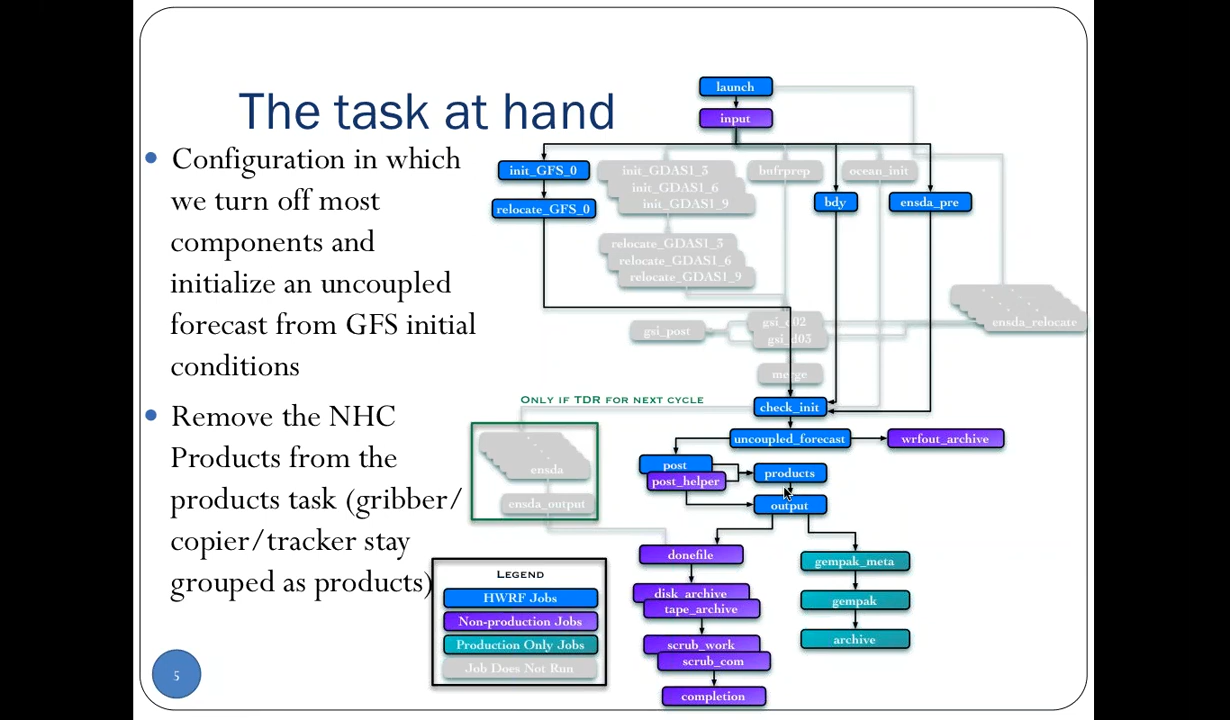 The task at hand
• Configuration in which
we turn off most
components and
initialize an uncoupled
forecast from GFS initial
conditions
• Remove the NHC
Products from the
products task (gribber/
copier/tracker stay
grouped as products)
5
launch
input
init_GFS_0
init_GDAS1_3
init_GDAS1_6
init_GDAS1_9
bufrprep
ocean_init
relocate_GFS_0
bdy
ensda_pre
relocate_GDAS1_3
relocate_GDAS1_6
relocate_GDAS1_9
ensda_relocate
gsi_post
gsi_d02
gsi_d03
merge
Only if TDR for next cycle
check_init
uncoupled_forecast
wrfout_archive
ensda
ensda_output
post
post_helper
products
output
donefile
disk_archive
tape_archive
scrub_work
scrub_com
completion
gempak_meta
gempak
archive
Legend
HWRF Jobs
Non-production Jobs
Production Only Jobs
Job Does Not Run